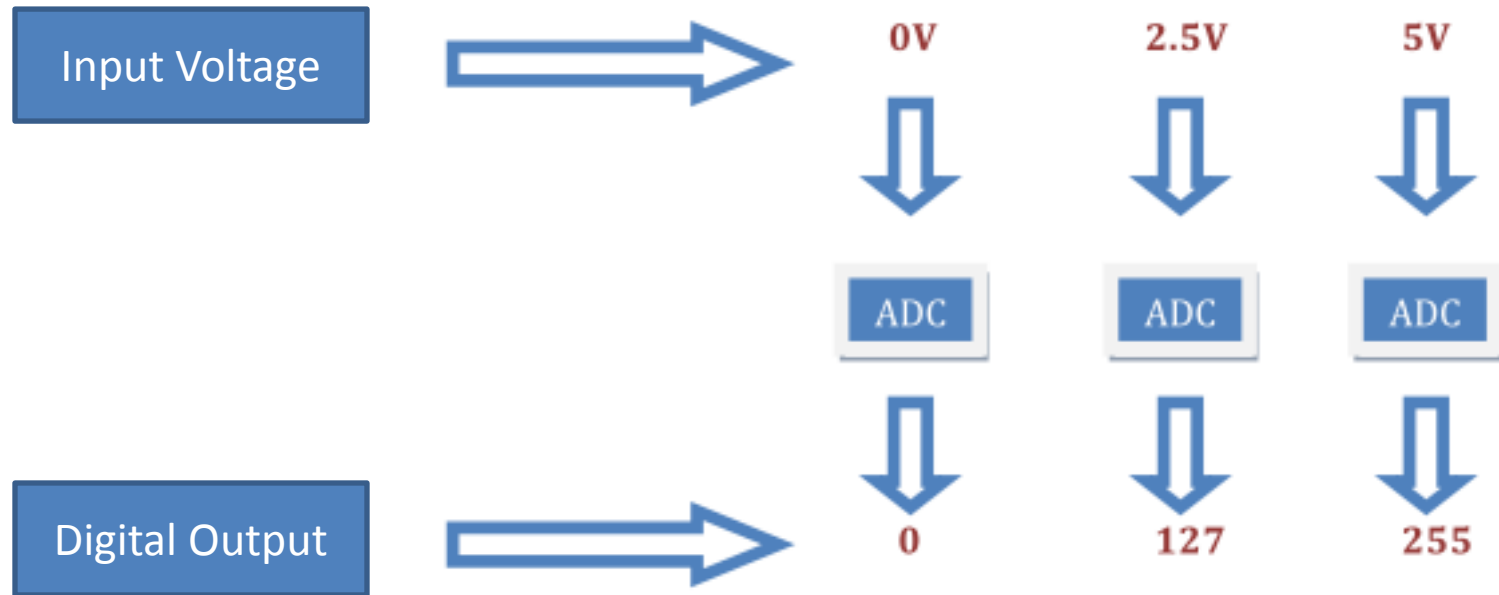 Input Voltage
0V 2.5V 5V
ADC ADC ADC
Digital Output
0 127 255